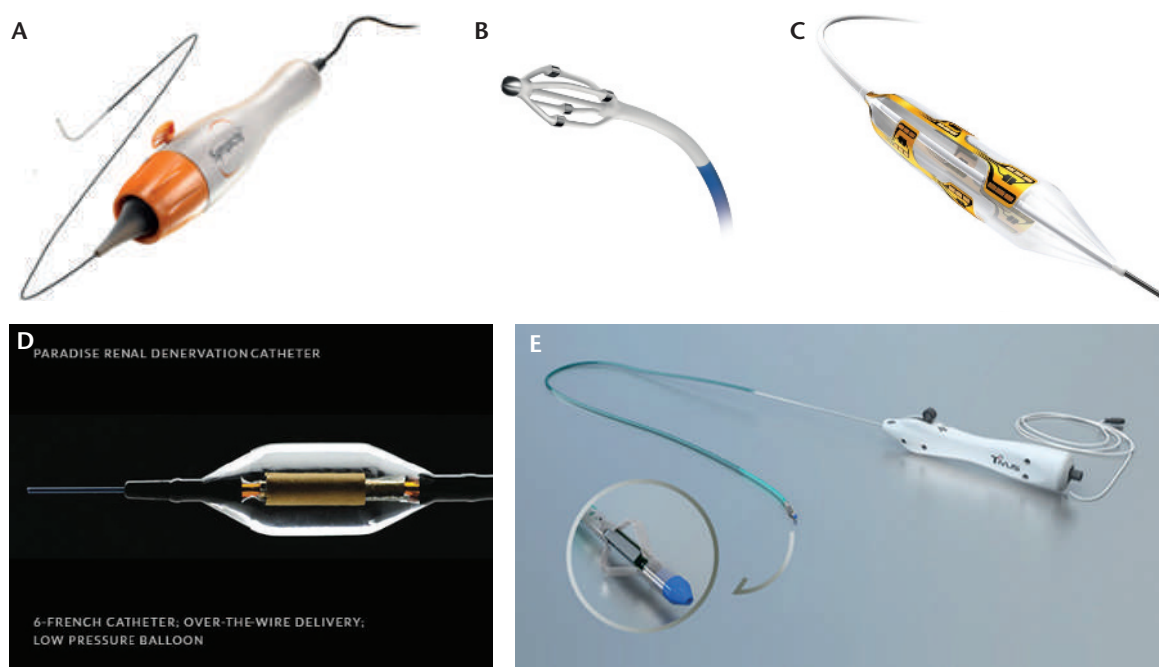 A
B
C
Symplicity
D
PARADISE RENAL DENERVATION CATHETER
6-FRENCH CATHETER; OVER-THE-WIRE DELIVERY;
LOW PRESSURE BALLOON
E
TIVUS